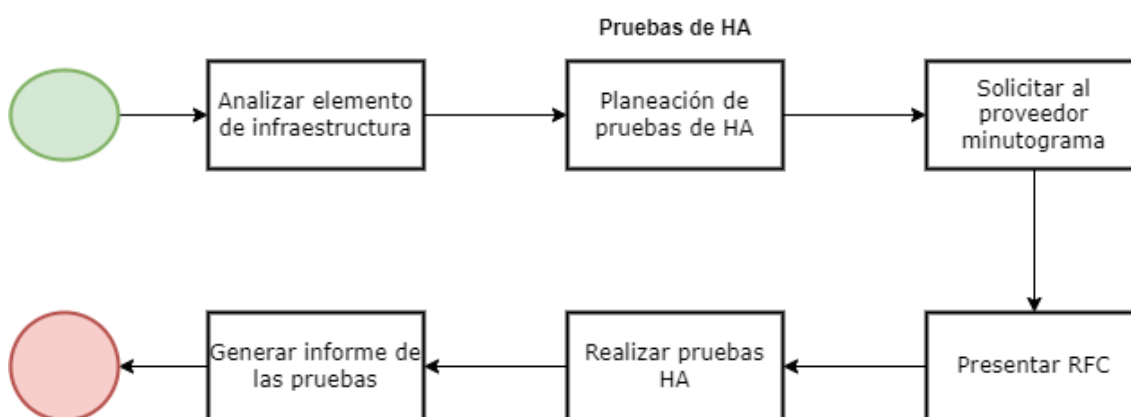 Pruebas de HA
Analizar elemento
de infraestructura
Planeación de
pruebas de HA
Solicitar al
proveedor
minutograma
Presentar RFC
Realizar pruebas
HA
Generar informe de
las pruebas